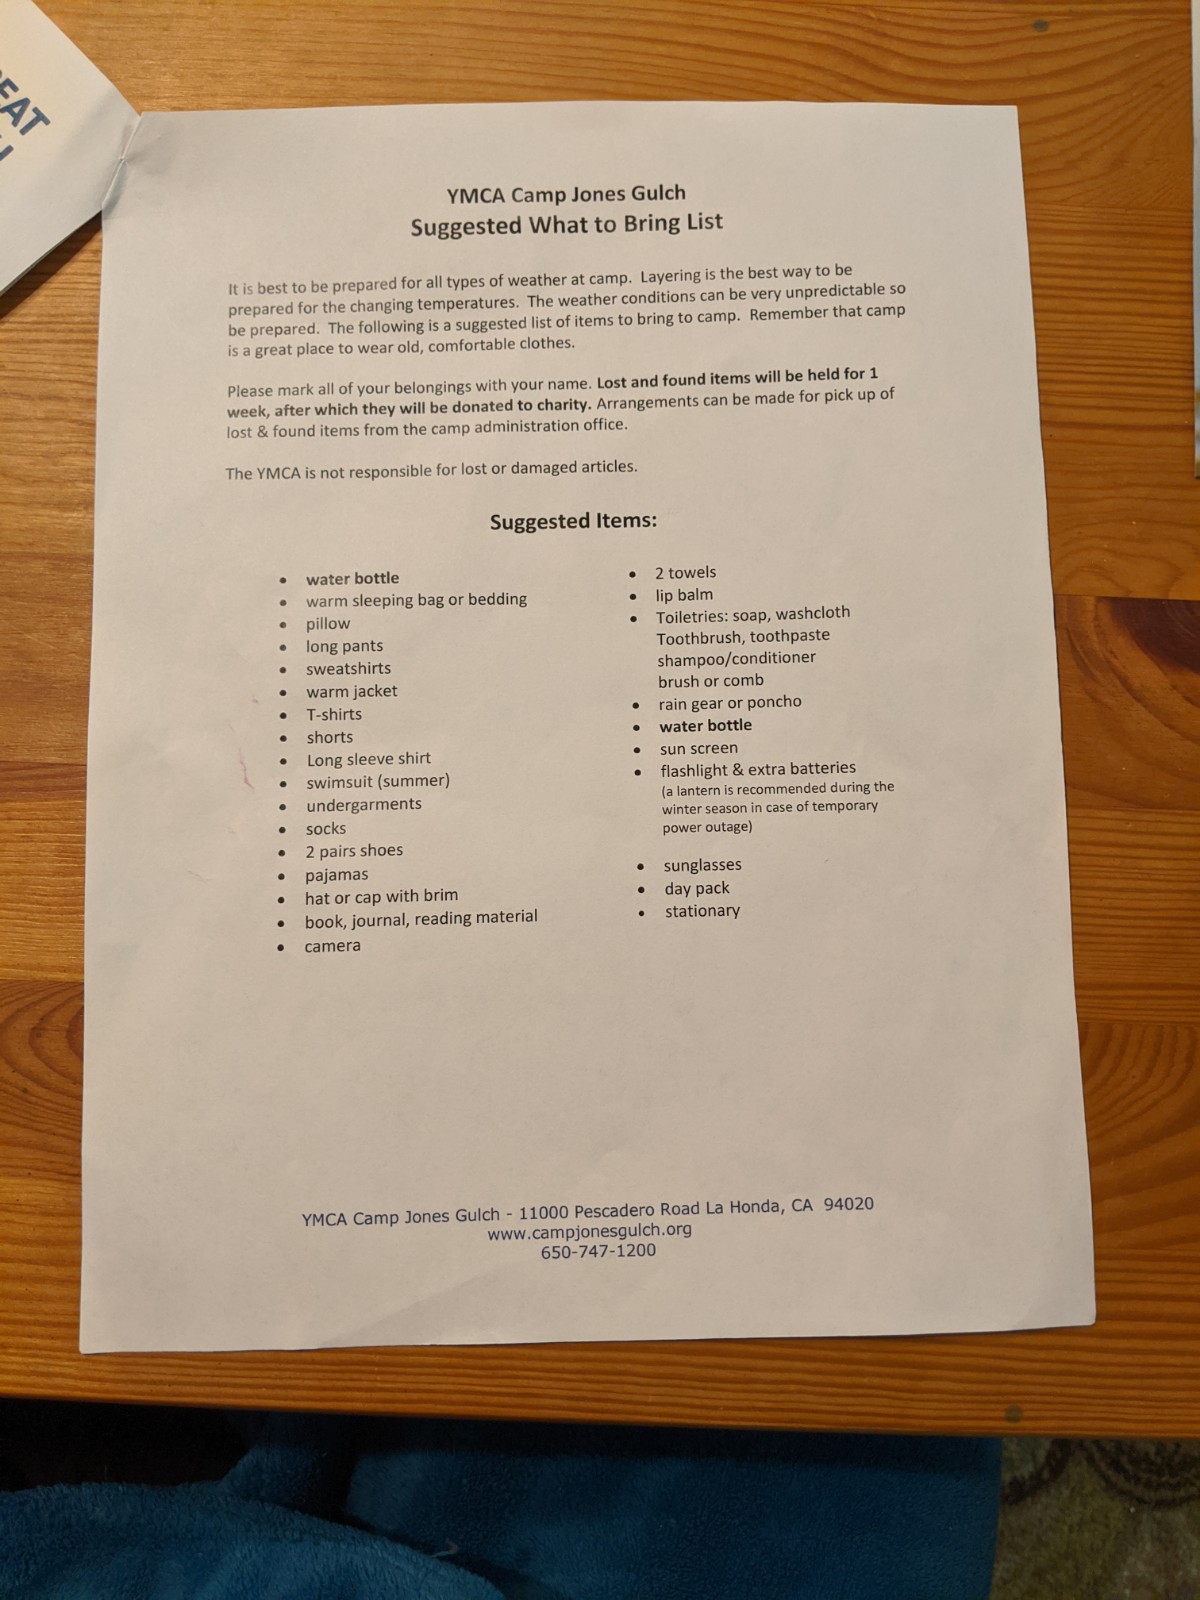 YMCA Camp Jones Gulch
Suggested What to Bring List
It is best to be prepared for all types of weather at camp. Layering is the best way to be
prepared for the changing temperatures. The weather conditions can be very unpredictable so
be prepared. The following is a suggested list of items to bring to camp. Remember that camp
is a great place to wear old, comfortable clothes.
Please mark all of your belongings with your name. Lost and found items will be held for 1
week, after which they will be donated to charity. Arrangements can be made for pick up of
lost & found items from the camp administration office.
The YMCA is not responsible for lost or damaged articles.
Suggested Items:
• water bottle
• warm sleeping bag or bedding
• pillow
• long pants
• sweatshirts
• warm jacket
• T-shirts
• shorts
• Long sleeve shirt
• swimsuit (summer)
• undergarments
• socks
• 2 pairs shoes
• pajamas
• hat or cap with brim
• book, journal, reading material
• camera
• 2 towels
• lip balm
• Toiletries: soap, washcloth
Toothbrush, toothpaste
shampoo/conditioner
brush or comb
• rain gear or poncho
• water bottle
• sun screen
• flashlight & extra batteries
(a lantern is recommended during the
winter season in case of temporary
power outage)
• sunglasses
• day pack
• stationary
YMCA Camp Jones Gulch - 11000 Pescadero Road La Honda, CA 94020
www.campjonesgulch.org
650-747-1200